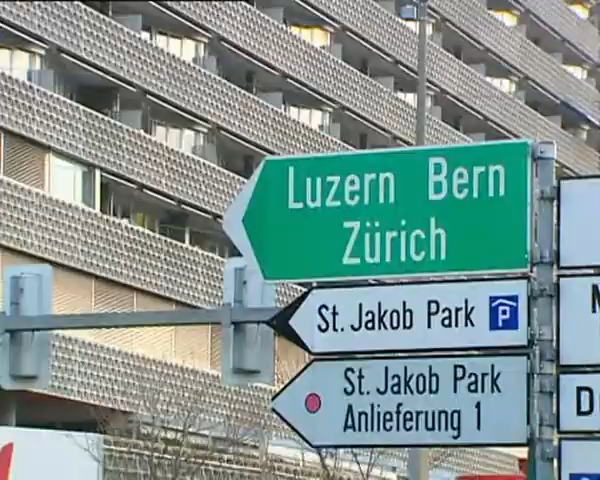 Luzern Bern
Zürich
St. Jakob Park P
St. Jakob Park
Anlieferung 1